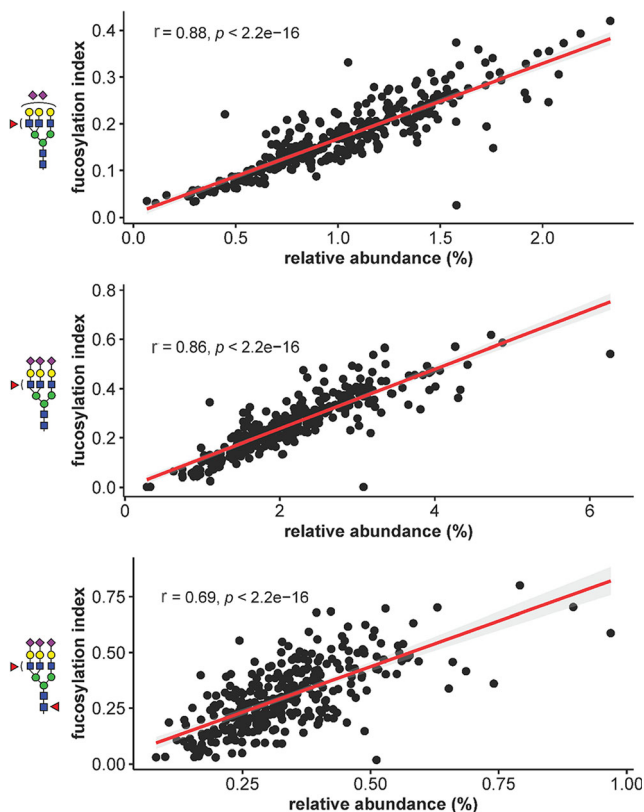 r = 0.88, p < 2.2e−16
fucosylation index
0.4
0.3
0.2
0.1
0.0
0.0 0.5 1.0 1.5 2.0
relative abundance (%)
r = 0.86, p < 2.2e−16
fucosylation index
0.8
0.6
0.4
0.2
0.0
0 2 4 6
relative abundance (%)
r = 0.69, p < 2.2e−16
fucosylation index
0.75
0.50
0.25
0.00
0.25 0.50 0.75 1.00
relative abundance (%)